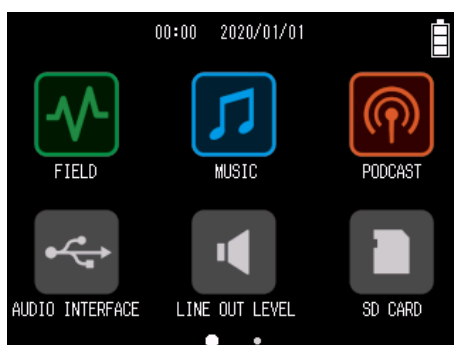 00:00 2020/01/01
FIELD MUSIC PODCAST
AUDIO INTERFACE LINE OUT LEVEL SD CARD